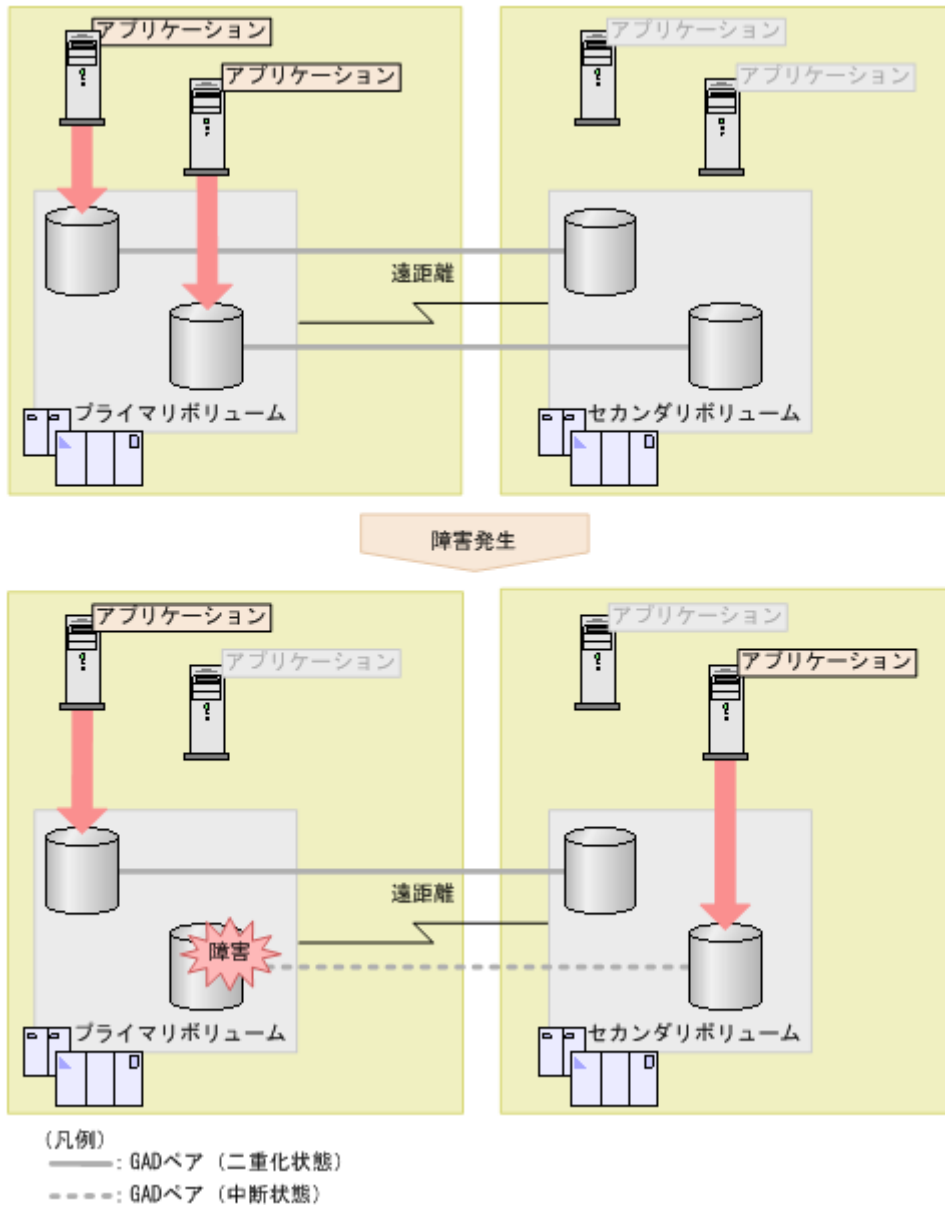 アプリケーション
アプリケーション
アプリケーション
アプリケーション
遠距離
プライマリボリューム
セカンダリボリューム
障害発生
アプリケーション
アプリケーション
アプリケーション
アプリケーション
遠距離
障害
プライマリボリューム
セカンダリボリューム
(凡例)
: GADペア (二重化状態)
: GADペア (中断状態)